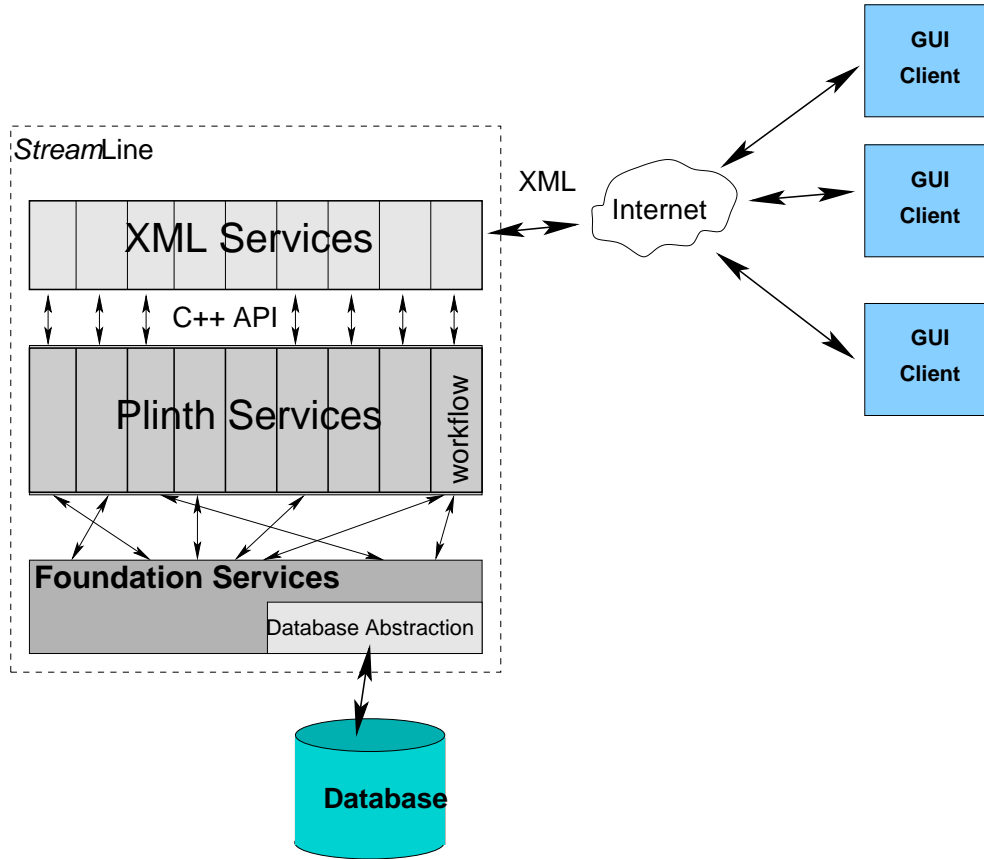 GUI
Client
StreamLine
XML
GUI
Client
Internet
XML Services
C++ API
GUI
Client
Plinth Services
workflow
Foundation Services
Database Abstraction
Database